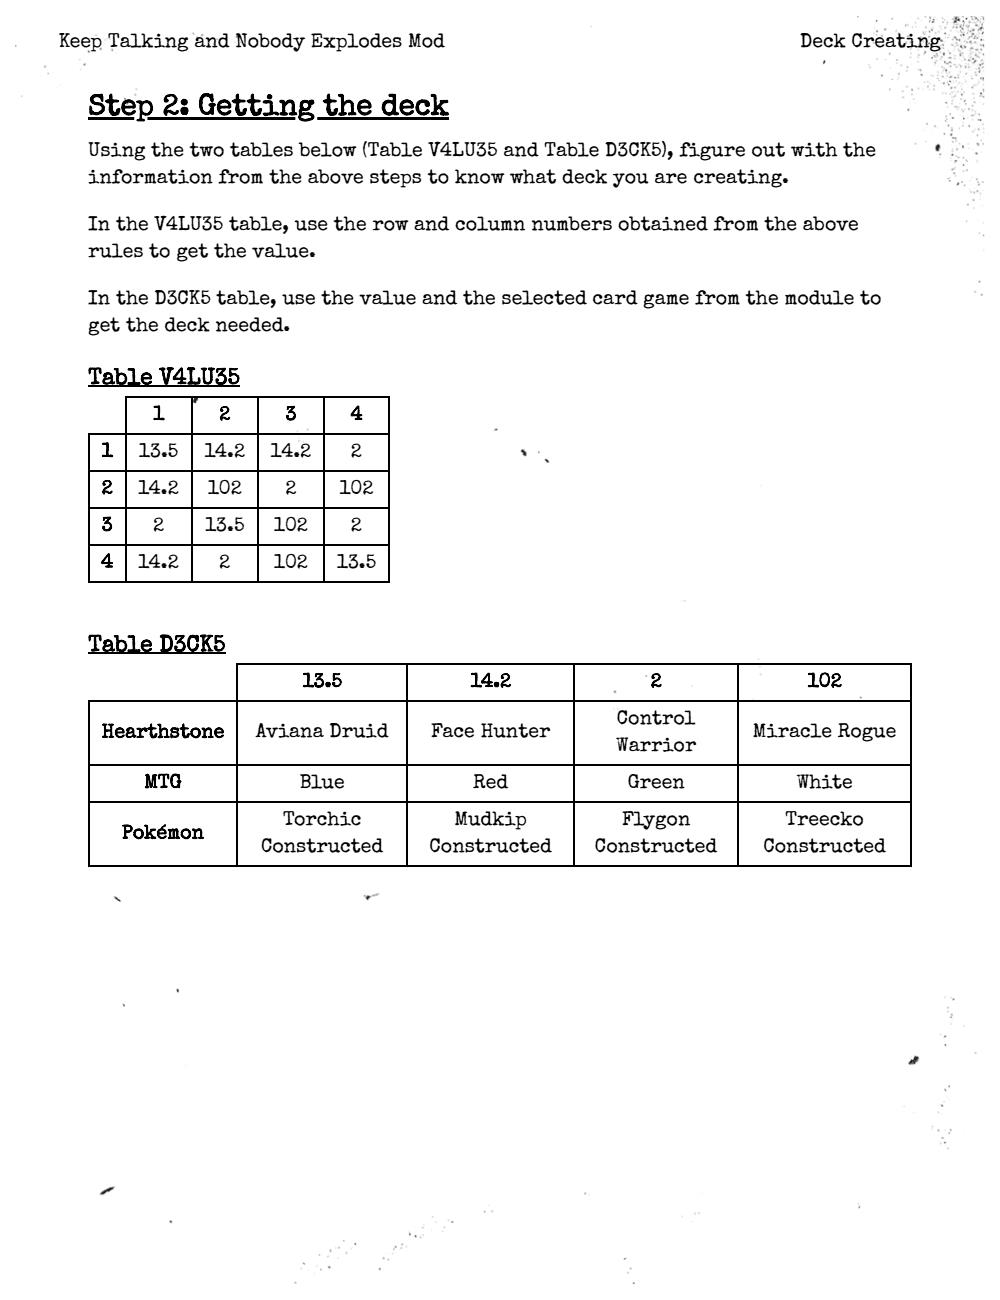 Keep Talking and Nobody Explodes Mod Deck Creating
Step 2: Getting the deck
Using the two tables below (Table V4LU35 and Table D3CK5), figure out with the
information from the above steps to know what deck you are creating.
In the V4LU35 table, use the row and column numbers obtained from the above
rules to get the value.
In the D3CK5 table, use the value and the selected card game from the module to
get the deck needed.
Table V4LU35
1 2 3 4
1 13.5 14.2 14.2 2
2 14.2 102 2 102
3 2 13.5 102 2
4 14.2 2 102 13.5
Table D3CK5
13.5 14.2 2 102
Hearthstone Aviana Druid Face Hunter Control Warrior Miracle Rogue
MTG Blue Red Green White
Pokémon Torchic Constructed Mudkip Constructed Flygon Constructed Treecko Constructed